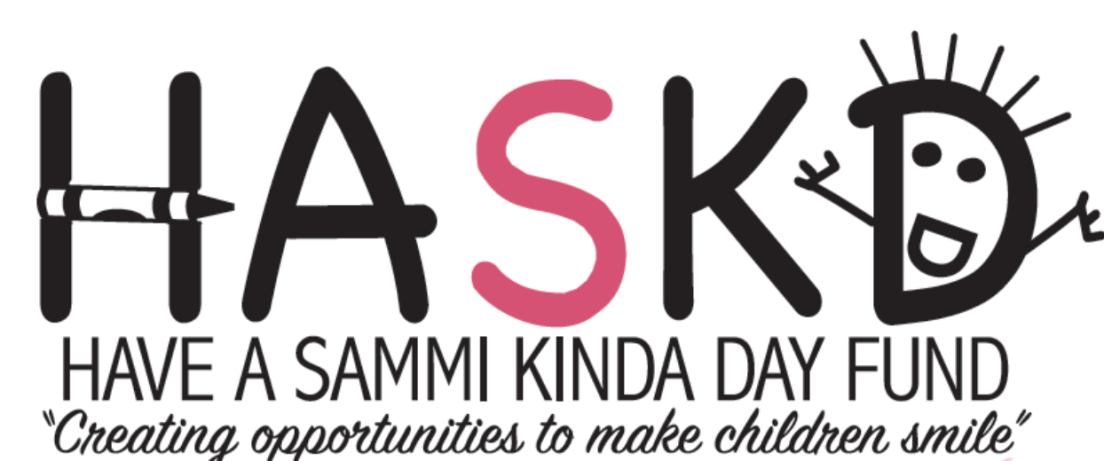 HASKD
HAVE A SAMMI KINDA DAY FUND
"Creating opportunities to make children smile"